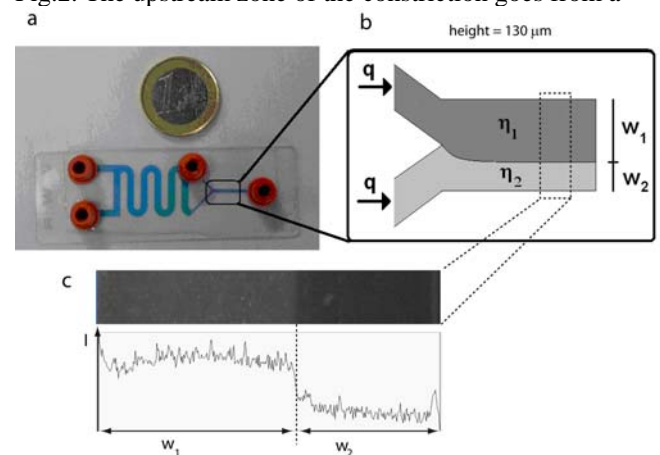 Fig.2. The upstream zone of the constriction goes from a
a
b
height = 130 μm
q
η1
w1
q
η2
w2
c
I
w1
w2